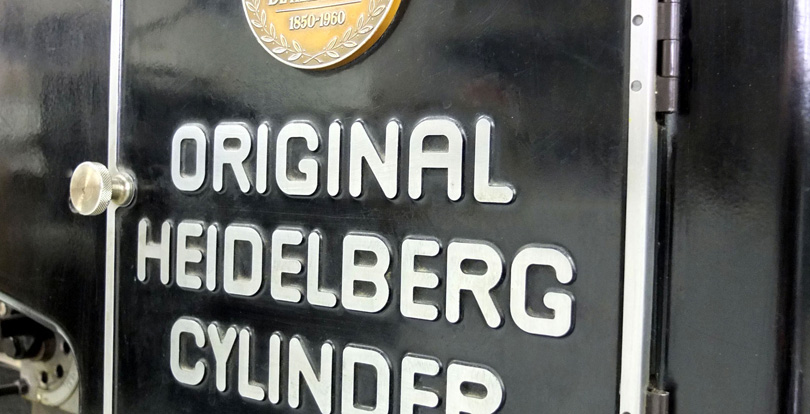 1850-1960
ORIGINAL
HEIDELBERG
CYLINDER